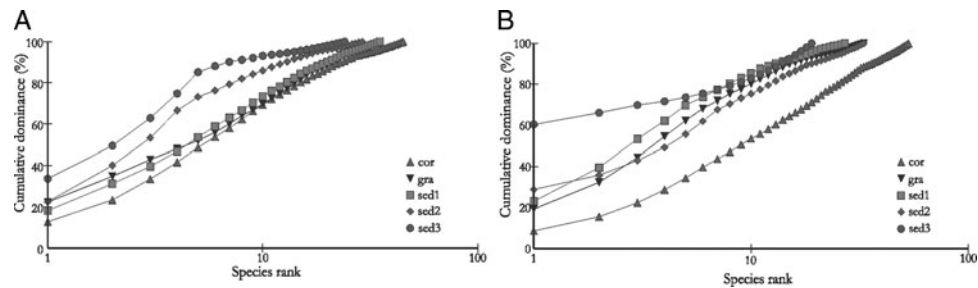 A
Cumulative dominance (%)
100
80
60
40
20
0
1
10
100
Species rank
cor
gra
sed1
sed2
sed3
B
Cumulative dominance (%)
100
80
60
40
20
0
1
10
100
Species rank
cor
gra
sed1
sed2
sed3